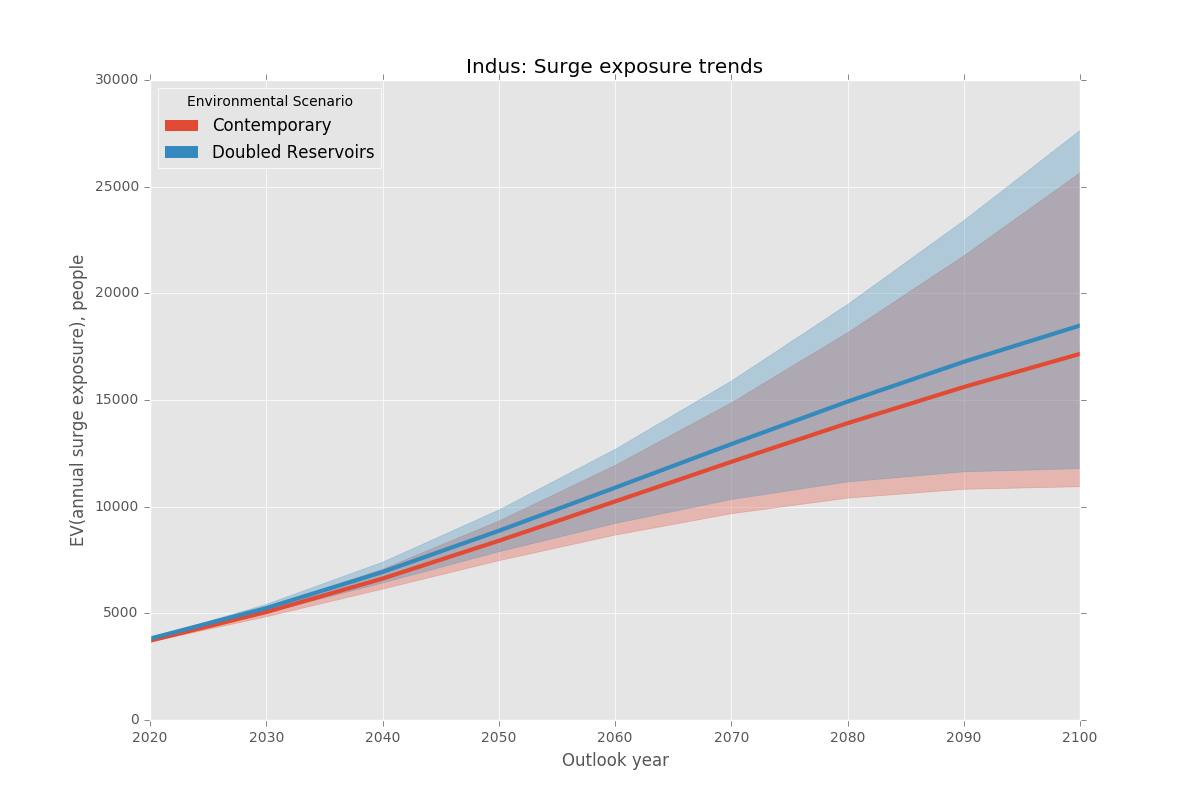 Indus: Surge exposure trends
Environmental Scenario
Contemporary
Doubled Reservoirs
EV(annual surge exposure), people
30000
25000
20000
15000
10000
5000
0
2020 2030 2040 2050 2060 2070 2080 2090 2100
Outlook year